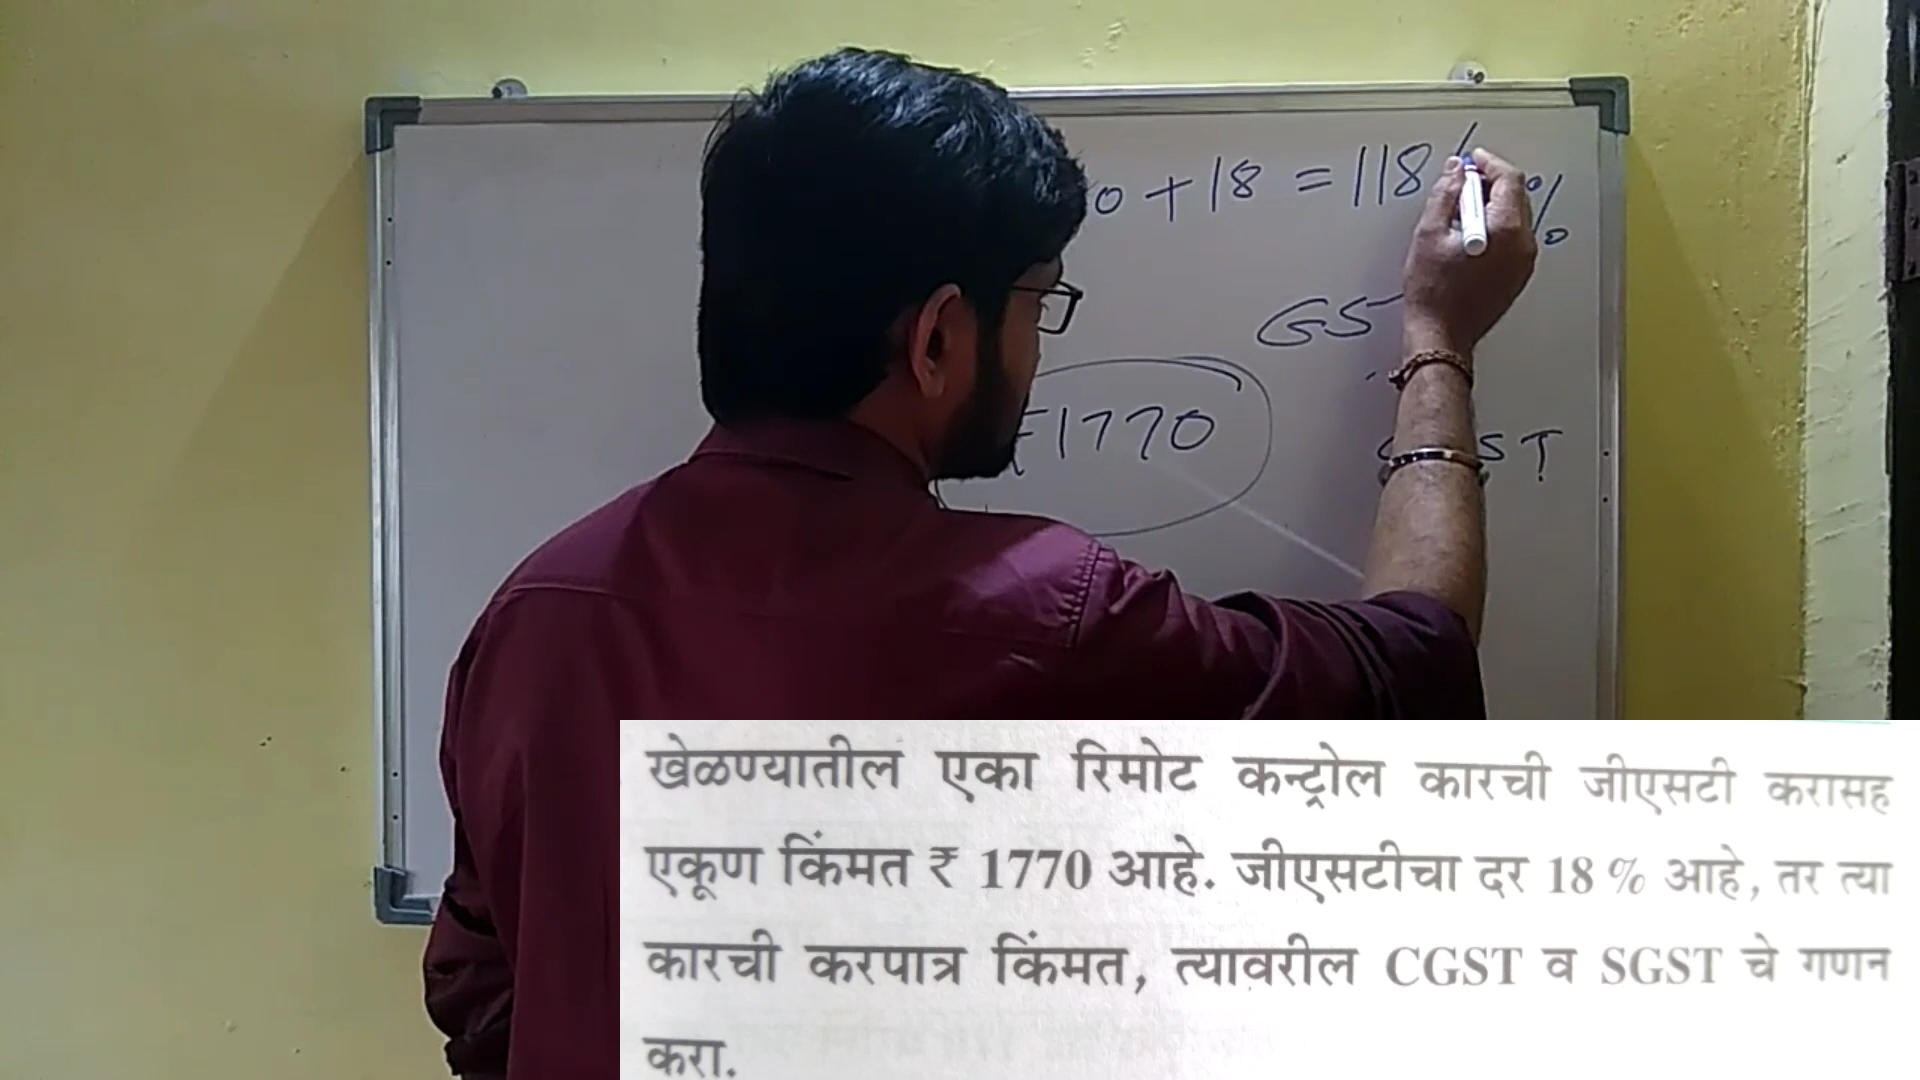 0 + 18 = 118
%
GS
₹1770
ST
खेळण्यातील एका रिमोट कन्ट्रोल कारची जीएसटी करासह
एकूण किंमत ₹ 1770 आहे. जीएसटीचा दर 18 % आहे, तर त्या
कारची करपात्र किंमत, त्यावरील CGST व SGST चे गणन
करा.